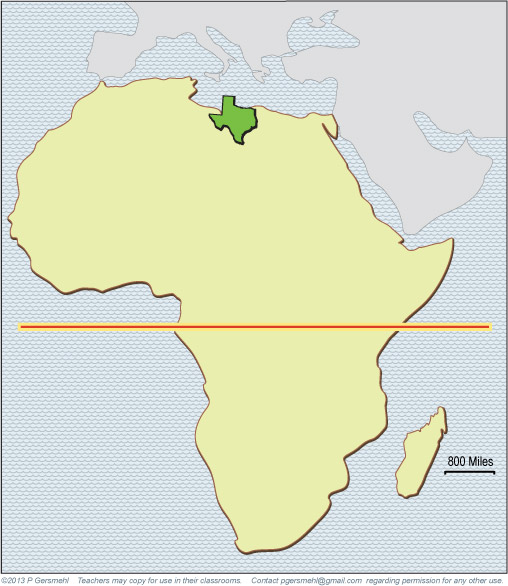 800 Miles
©2013 P Gersmehl Teachers may copy for use in their classrooms. Contact pgersmehl@gmail.com regarding permission for any other use.